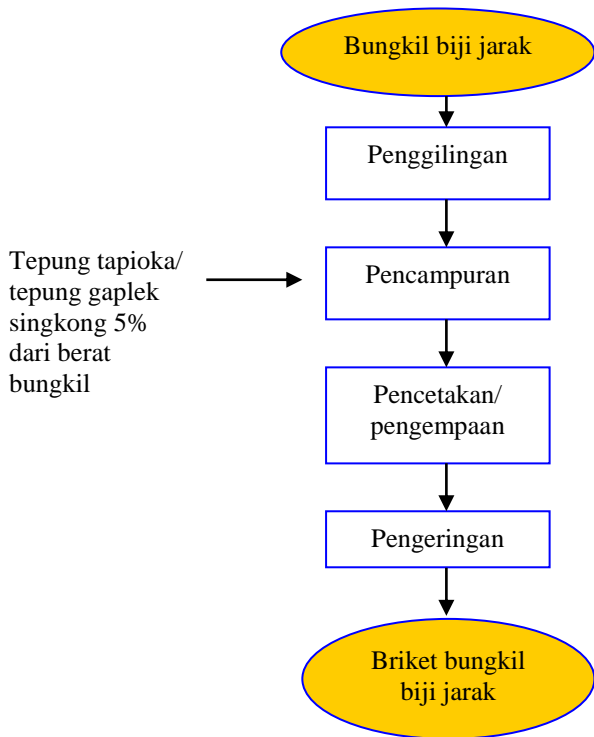 Bungkil biji jarak
Penggilingan
Tepung tapioka/
tepung gaplek
singkong 5%
dari berat
bungkil
Pencampuran
Pencetakan/
pengempaan
Pengeringan
Briket bungkil
biji jarak